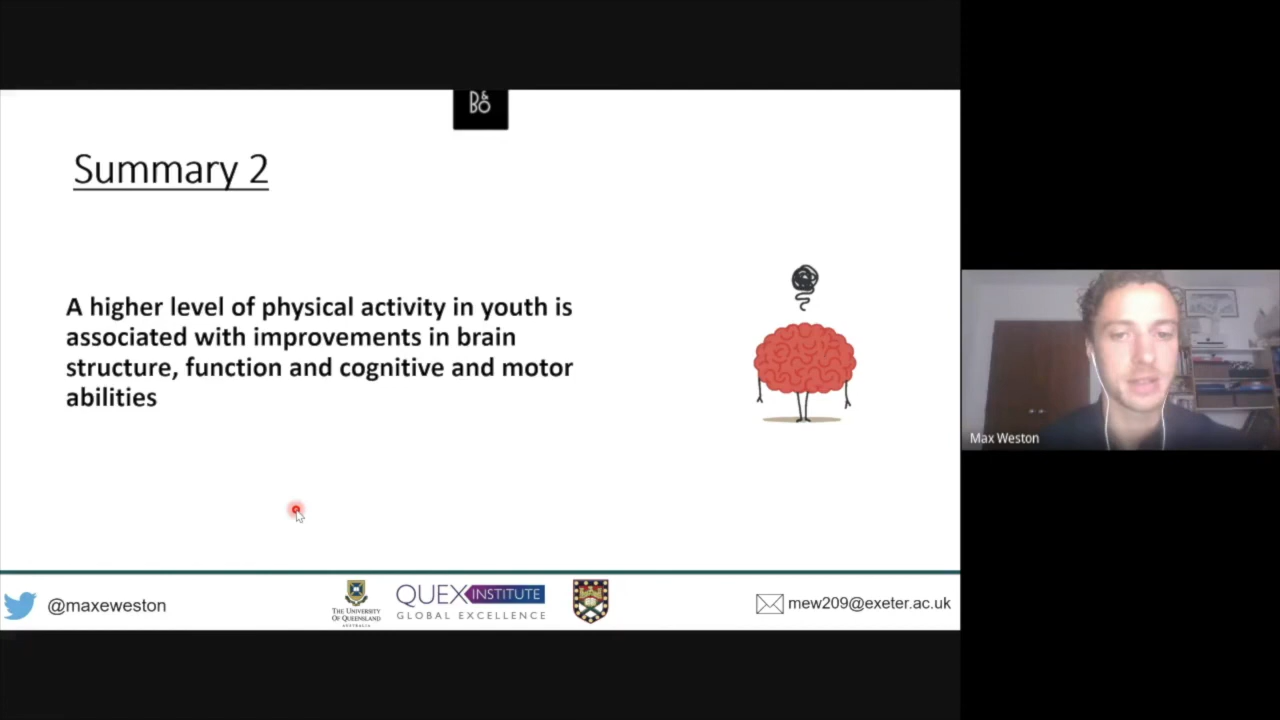 B&O
Summary 2
A higher level of physical activity in youth is
associated with improvements in brain
structure, function and cognitive and motor
abilities
Max Weston
@maxeweston
THE UNIVERSITY
OF QUEENSLAND
AUSTRALIA
QUEX INSTITUTE
GLOBAL EXCELLENCE
mew209@exeter.ac.uk